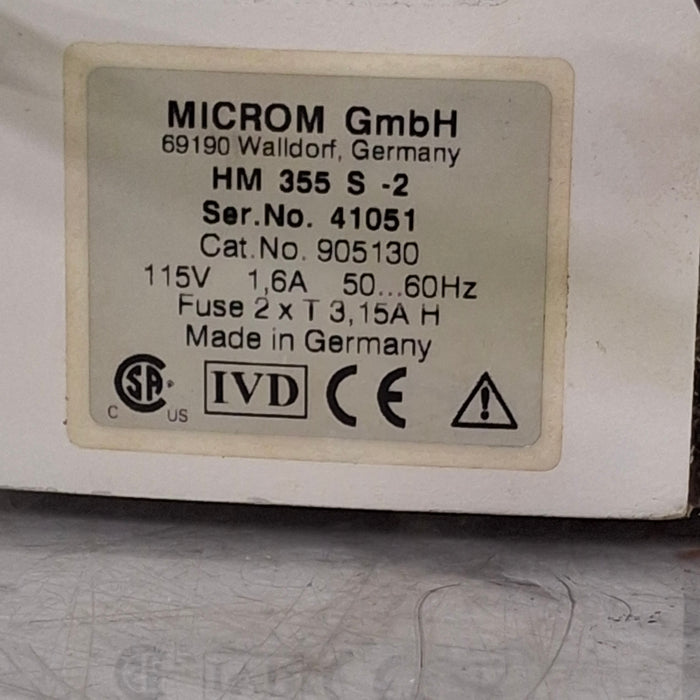 MICROM GmbH
69190 Walldorf, Germany
HM 355 S -2
Ser.No. 41051
Cat.No. 905130
115V 1,6A 50...60Hz
Fuse 2 x T 3,15A H
Made in Germany
C SA US IVD CE